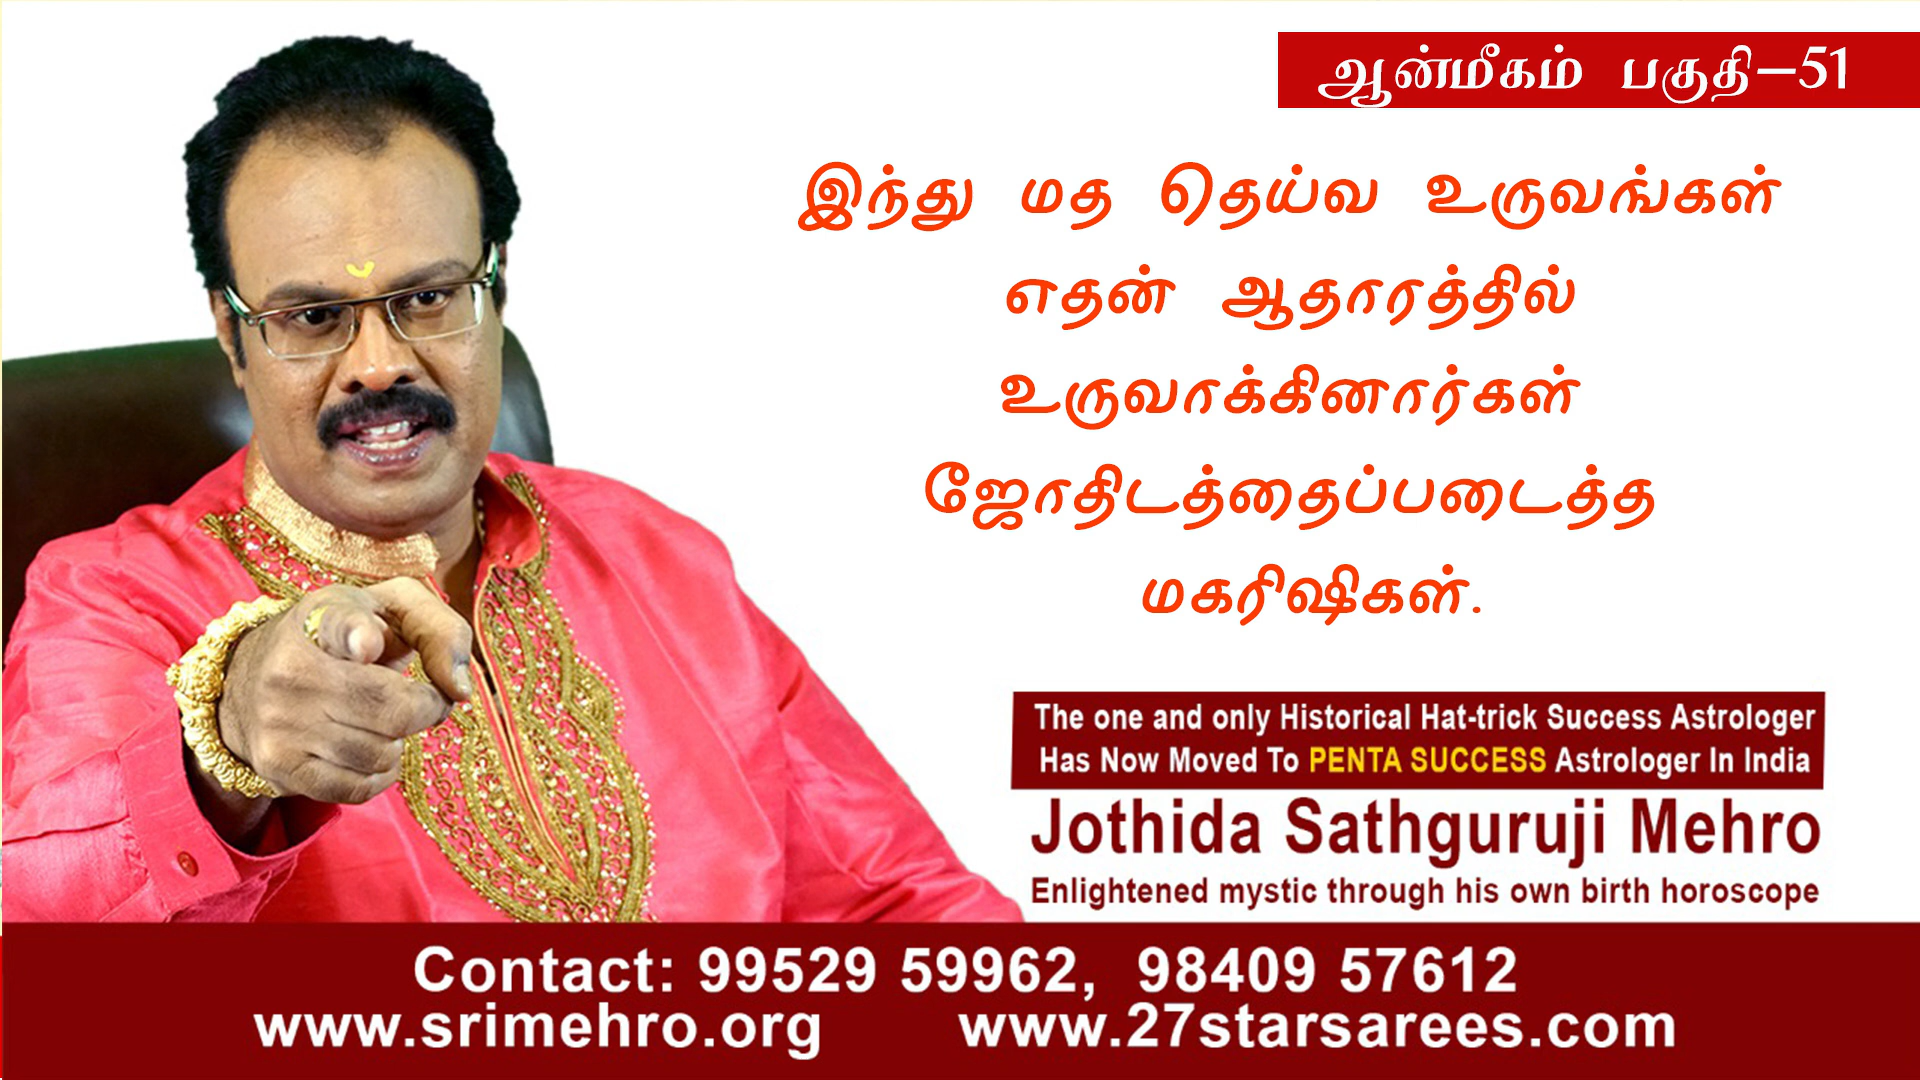 ஆன்மீகம் பகுதி-51
இந்து மத தெய்வ உருவங்கள்
எதன் ஆதாரத்தில்
உருவாக்கினார்கள்
ஜோதிடத்தைப்படைத்த
மகரிஷிகள்.
The one and only Historical Hat-trick Success Astrologer
Has Now Moved To PENTA SUCCESS Astrologer In India
Jothida Sathguruji Mehro
Enlightened mystic through his own birth horoscope
Contact: 99529 59962, 98409 57612
www.srimehro.org www.27starsarees.com